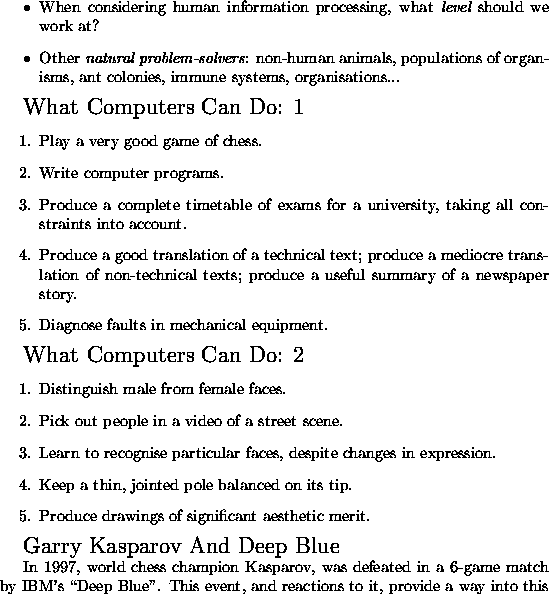 • When considering human information processing, what level should we
work at?
• Other natural problem-solvers: non-human animals, populations of organ-
isms, ant colonies, immune systems, organisations...
What Computers Can Do: 1
1. Play a very good game of chess.
2. Write computer programs.
3. Produce a complete timetable of exams for a university, taking all con-
straints into account.
4. Produce a good translation of a technical text; produce a mediocre trans-
lation of non-technical texts; produce a useful summary of a newspaper
story.
5. Diagnose faults in mechanical equipment.
What Computers Can Do: 2
1. Distinguish male from female faces.
2. Pick out people in a video of a street scene.
3. Learn to recognise particular faces, despite changes in expression.
4. Keep a thin, jointed pole balanced on its tip.
5. Produce drawings of significant aesthetic merit.
Garry Kasparov And Deep Blue
In 1997, world chess champion Kasparov, was defeated in a 6-game match
by IBM's “Deep Blue”. This event, and reactions to it, provide a way into this